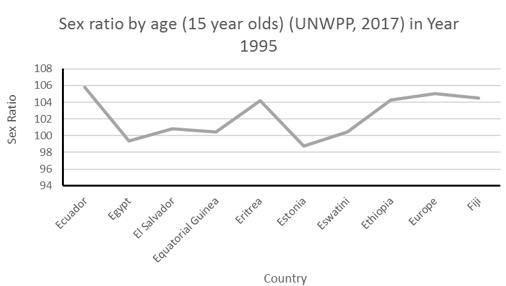 Sex ratio by age (15 year olds) (UNWPP, 2017) in Year
1995
108
106
104
102
100
98
96
94
Sex Ratio
Ecuador
Egypt
El Salvador
Equatorial Guinea
Eritrea
Estonia
Eswatini
Ethiopia
Europe
Fiji
Country